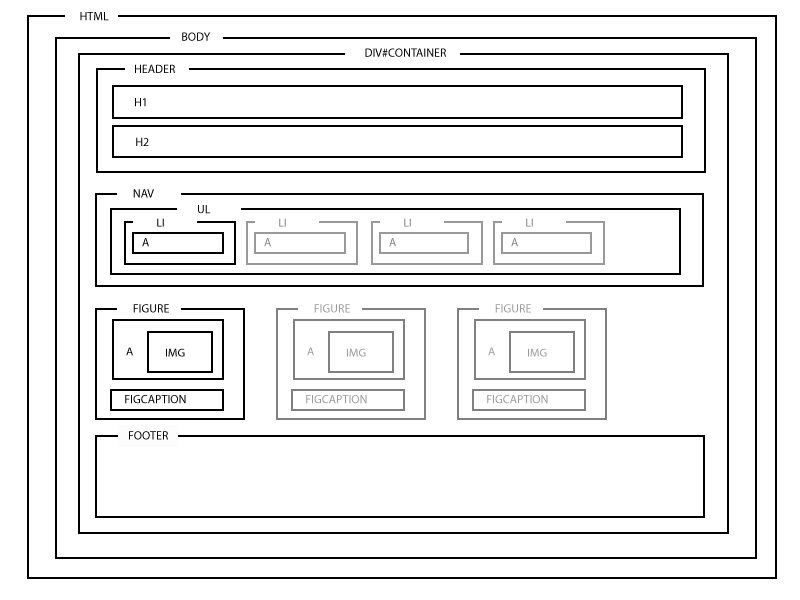 HTML
BODY
DIV#CONTAINER
HEADER
H1
H2
NAV
UL
LI LI LI LI
A A A A
FIGURE FIGURE FIGURE
A IMG A IMG A IMG
FIGCAPTION FIGCAPTION FIGCAPTION
FOOTER